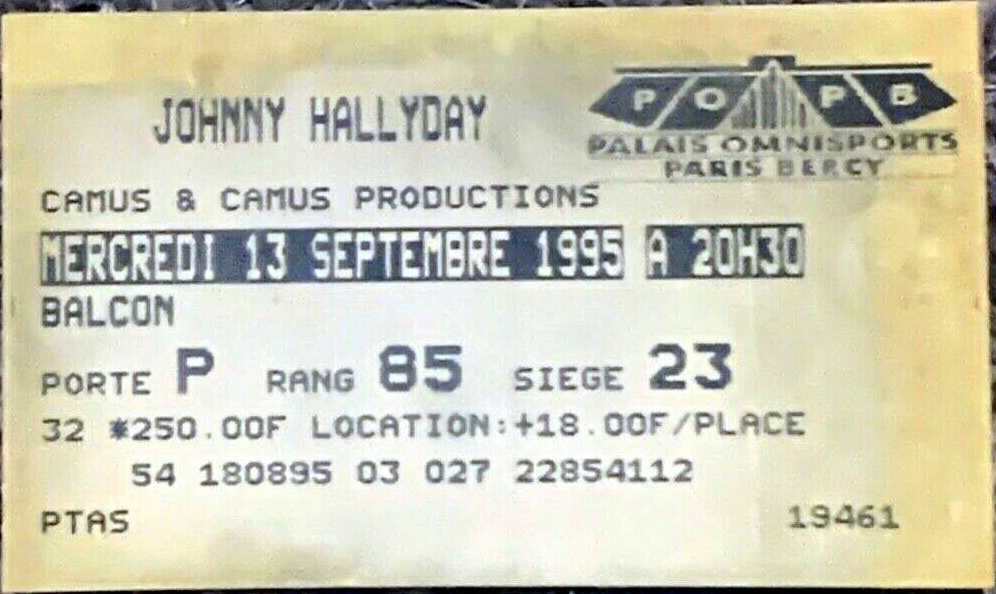 JOHNNY HALLYDAY
P O P B
PALAIS OMNISPORTS
PARIS BERCY
CAMUS & CAMUS PRODUCTIONS
MERCREDI 13 SEPTEMBRE 1995 A 20H30
BALCON
PORTE P RANG 85 SIEGE 23
32 *250.00F LOCATION:+18.00F/PLACE
54 180895 03 027 22854112
PTAS 19461